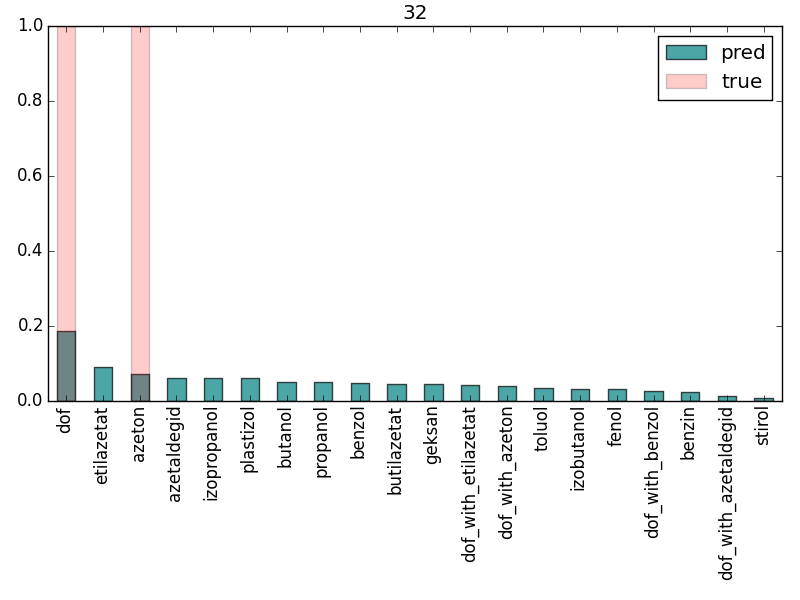 32
1.0
0.8
0.6
0.4
0.2
0.0
pred
true
dof
etilazetat
azeton
azetaldegid
izopropanol
plastizol
butanol
propanol
benzol
butilazetat
geksan
dof_with_etilazetat
dof_with_azeton
toluol
izobutanol
fenol
dof_with_benzol
benzin
dof_with_azetaldegid
stirol